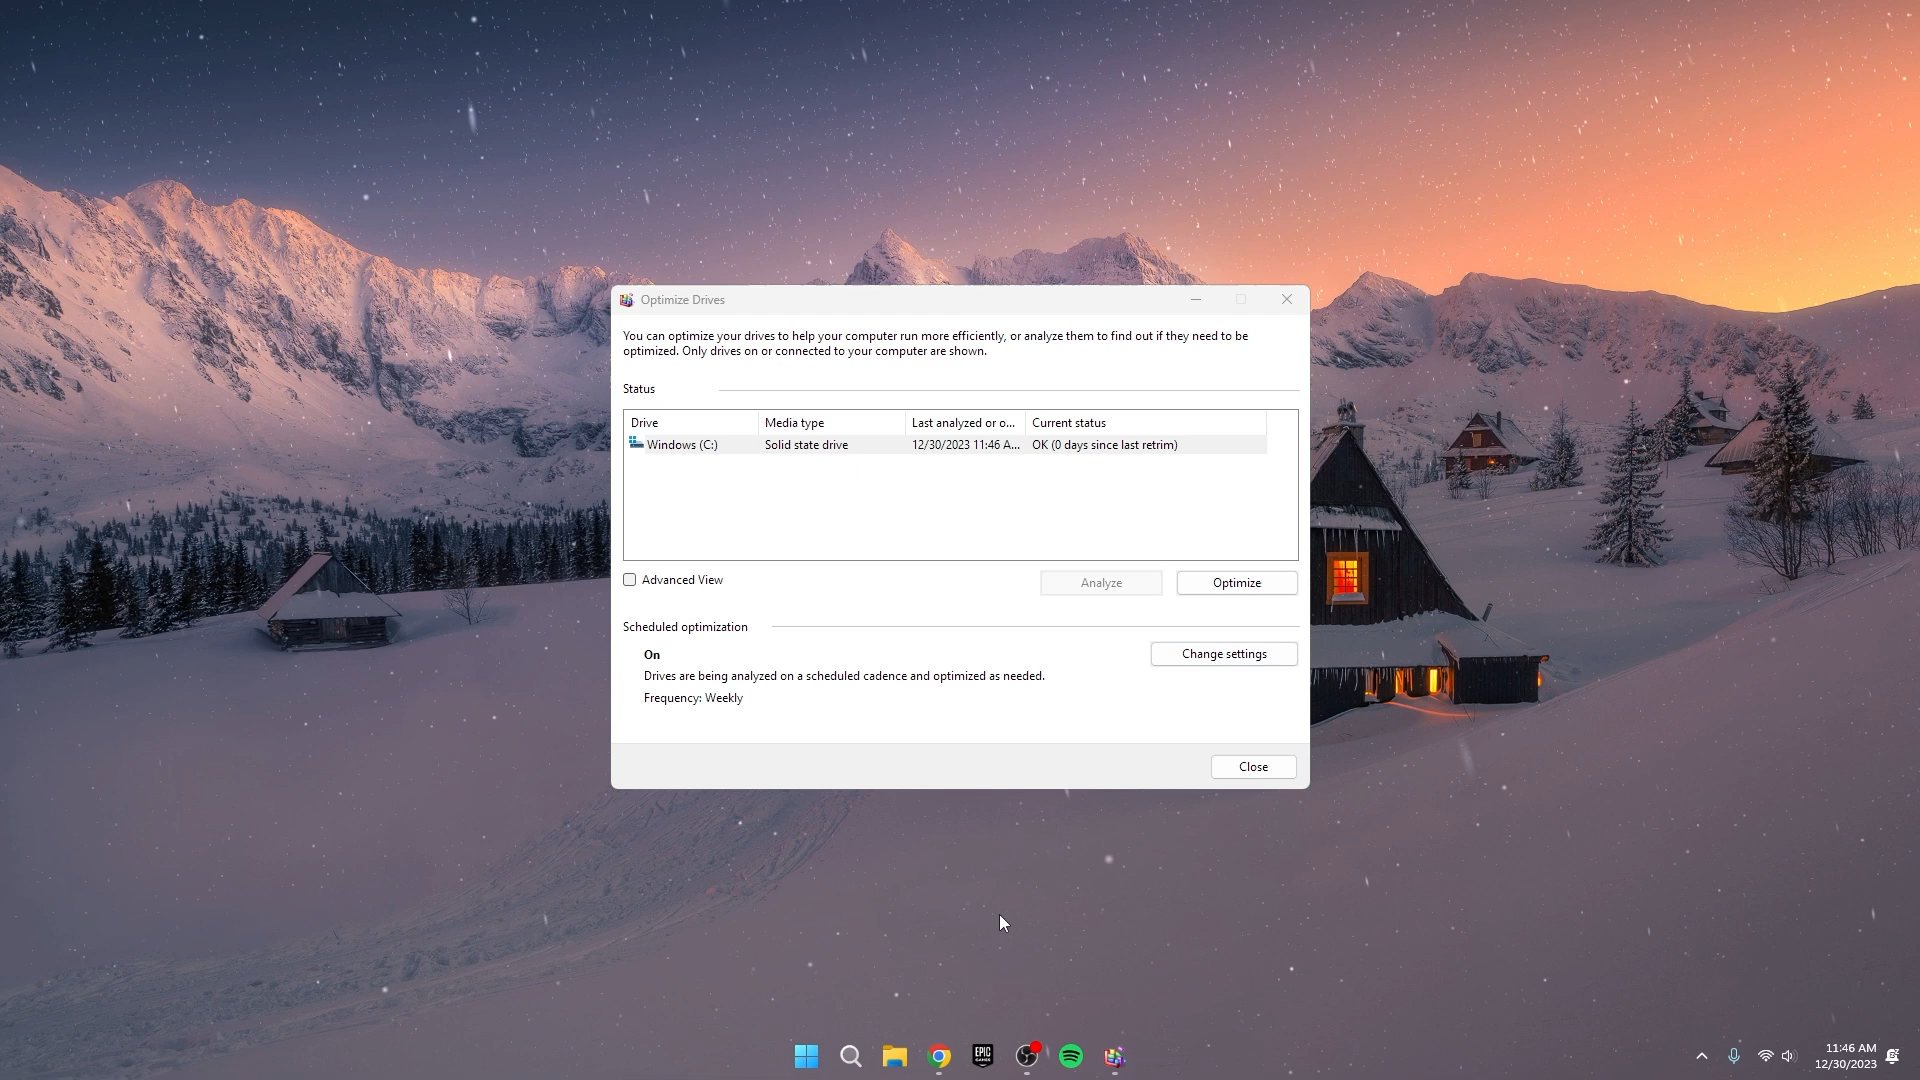 Optimize Drives
You can optimize your drives to help your computer run more efficiently, or analyze them to find out if they need to be
optimized. Only drives on or connected to your computer are shown.
Status
Drive Media type Last analyzed or o... Current status
Windows (C:) Solid state drive 12/30/2023 11:46 A... OK (0 days since last retrim)
Advanced View Analyze Optimize
Scheduled optimization
On Change settings
Drives are being analyzed on a scheduled cadence and optimized as needed.
Frequency: Weekly
Close
EPIC
GAMES
11:46 AM
12/30/2023